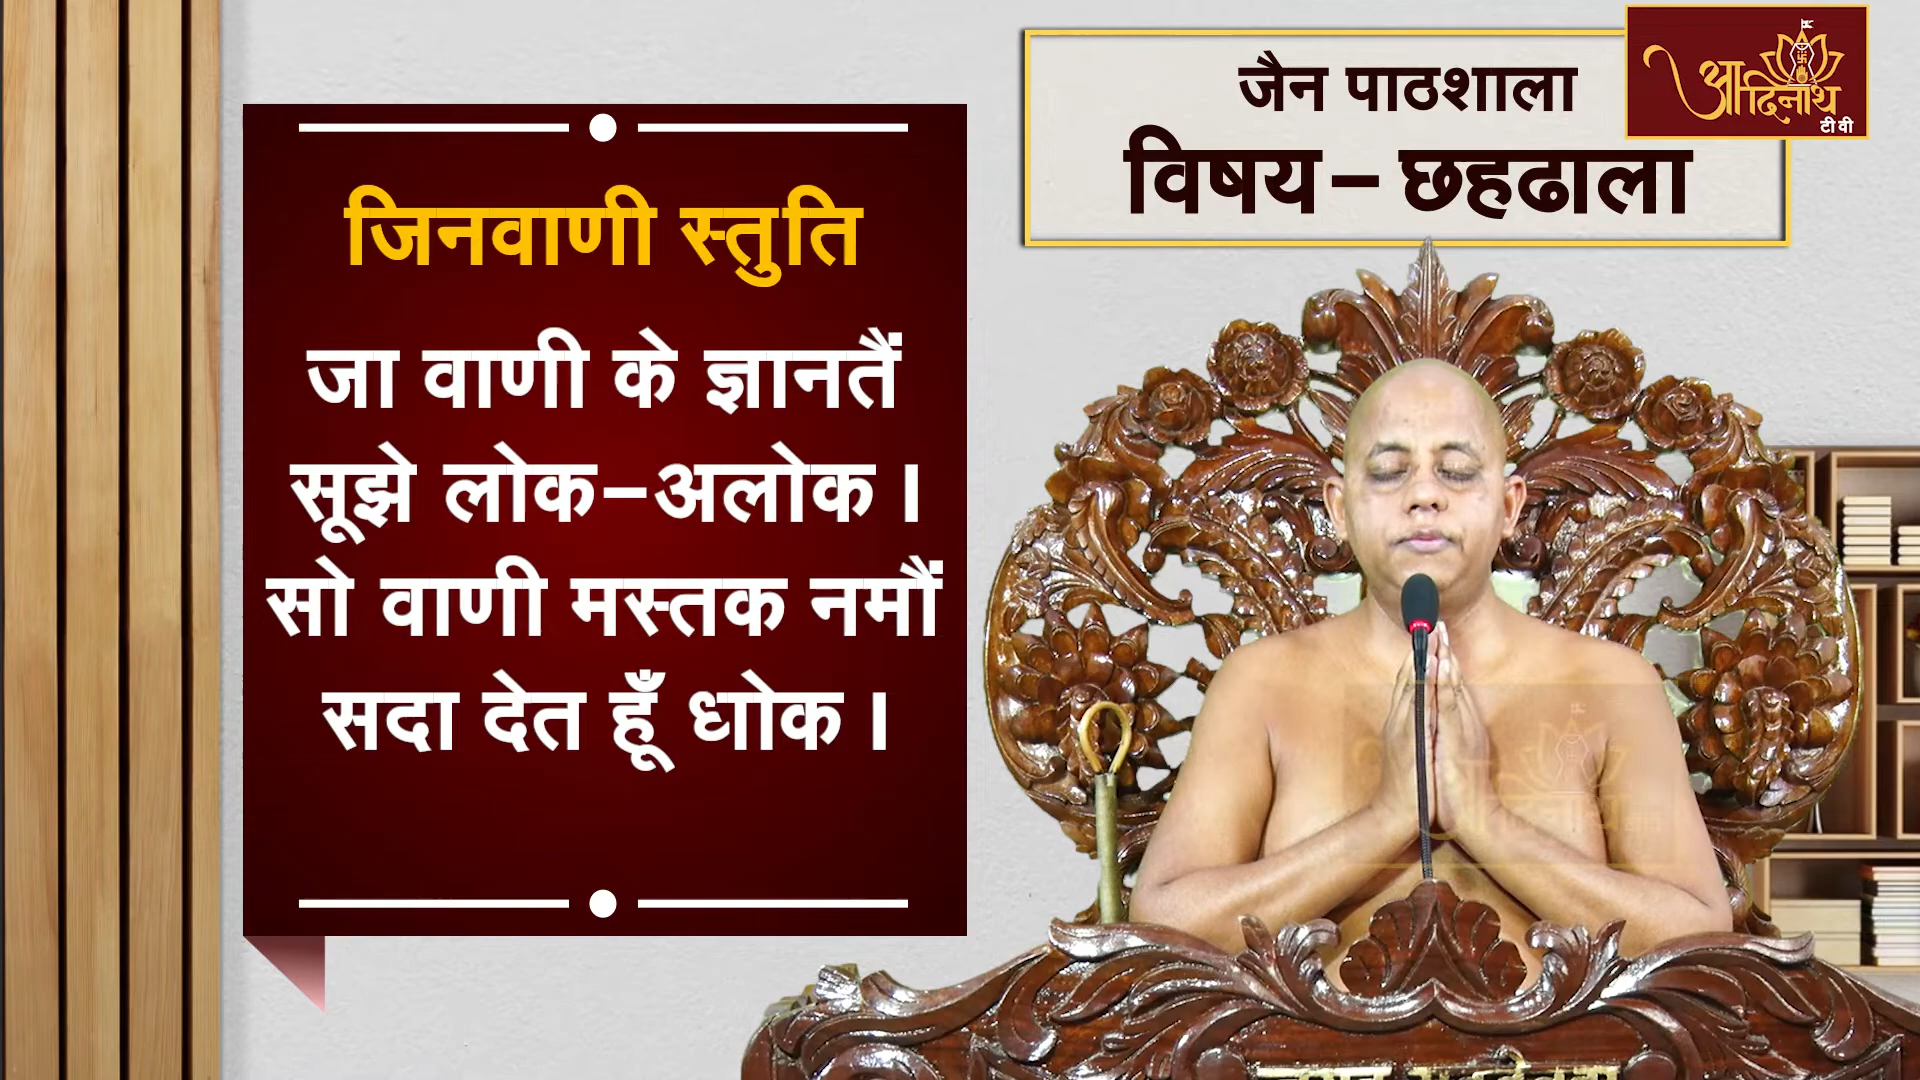 जैन पाठशाला
विषय – छहढाला
आदिनाथ
टी वी
जिनवाणी स्तुति
जा वाणी के ज्ञानतैं
सूझे लोक–अलोक ।
सो वाणी मस्तक नमौं
सदा देत हूँ धोक ।